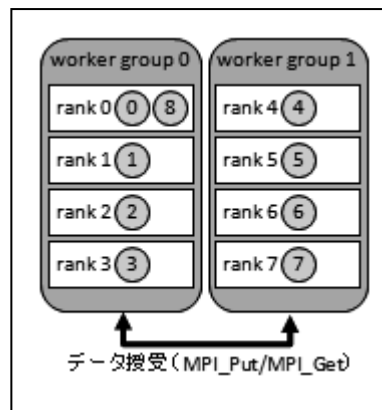 worker group 0
rank 0 0 8
rank 1 1
rank 2 2
rank 3 3
worker group 1
rank 4 4
rank 5 5
rank 6 6
rank 7 7
データ授受(MPI_Put/MPI_Get)